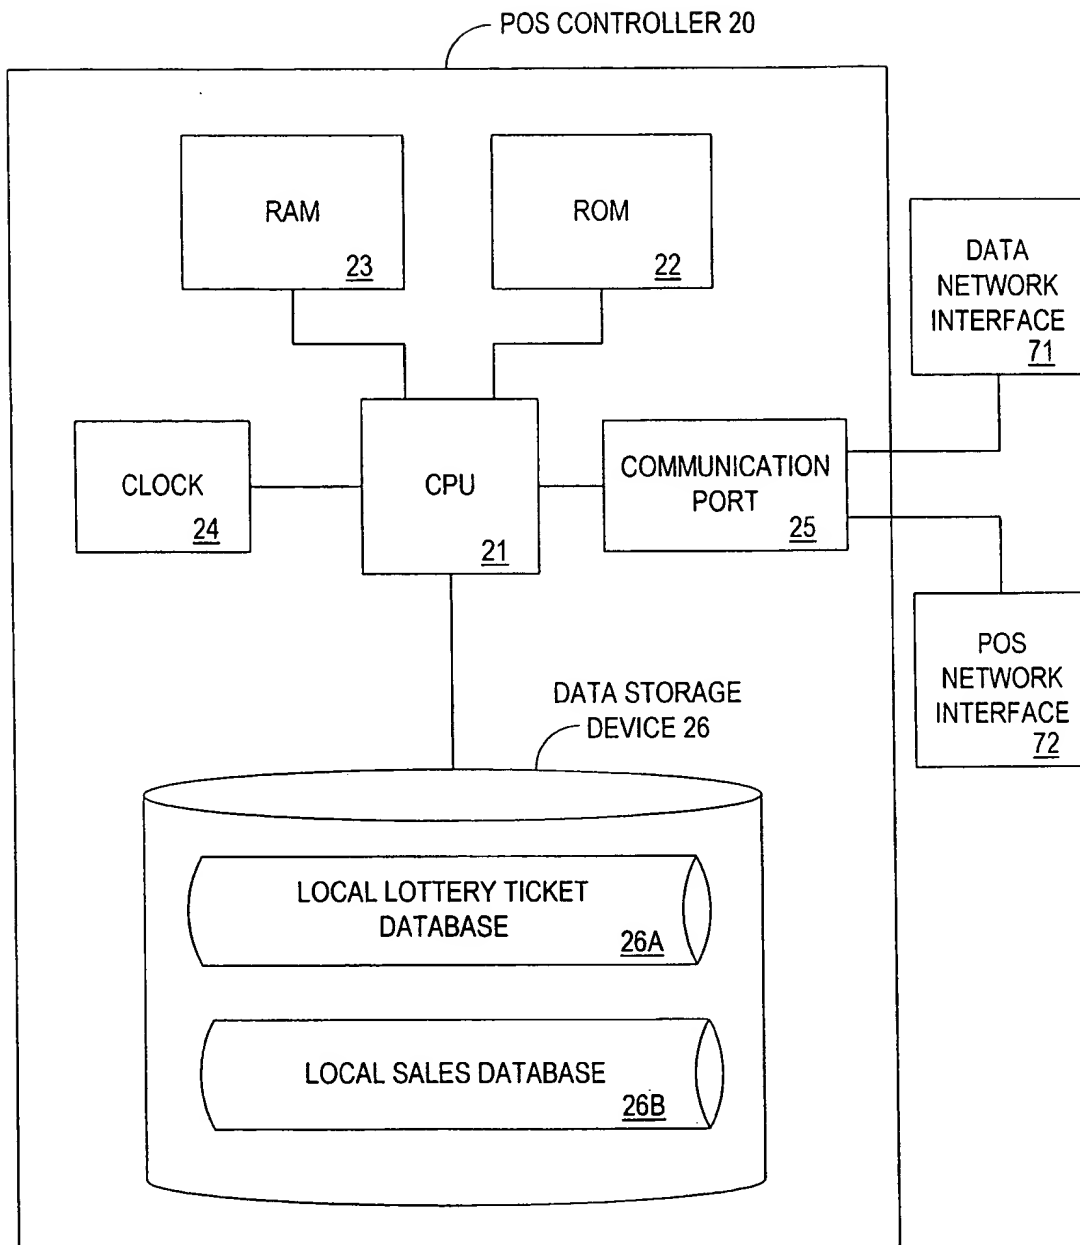 POS CONTROLLER 20
RAM
23
ROM
22
DATA
NETWORK
INTERFACE
71
CLOCK
24
CPU
21
COMMUNICATION
PORT
25
POS
NETWORK
INTERFACE
72
DATA STORAGE
DEVICE 26
LOCAL LOTTERY TICKET
DATABASE
26A
LOCAL SALES DATABASE
26B